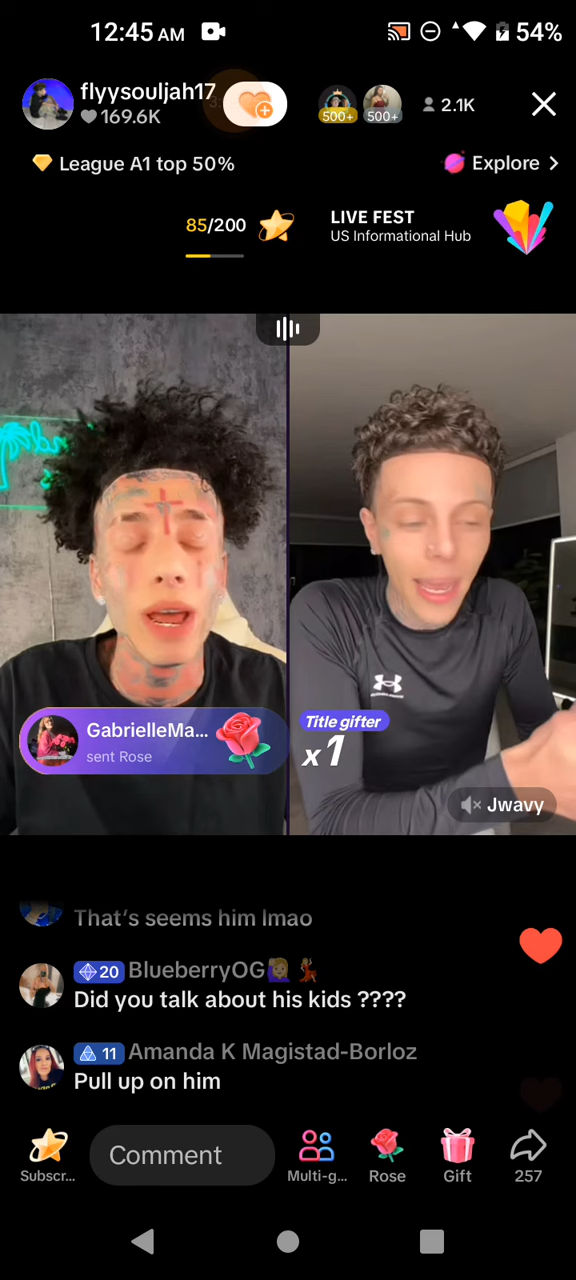 12:45 AM
54%
flyysouljah17
169.6K
500+
500+
2.1K
League A1 top 50%
Explore >
85/200
LIVE FEST
US Informational Hub
GabrielleMa...
sent Rose
Title gifter
x1
Jwavy
That's seems him lmao
20 BlueberryOG
Did you talk about his kids ????
11 Amanda K Magistad-Borloz
Pull up on him
Subscr...
Comment
Multi-g...
Rose
Gift
257